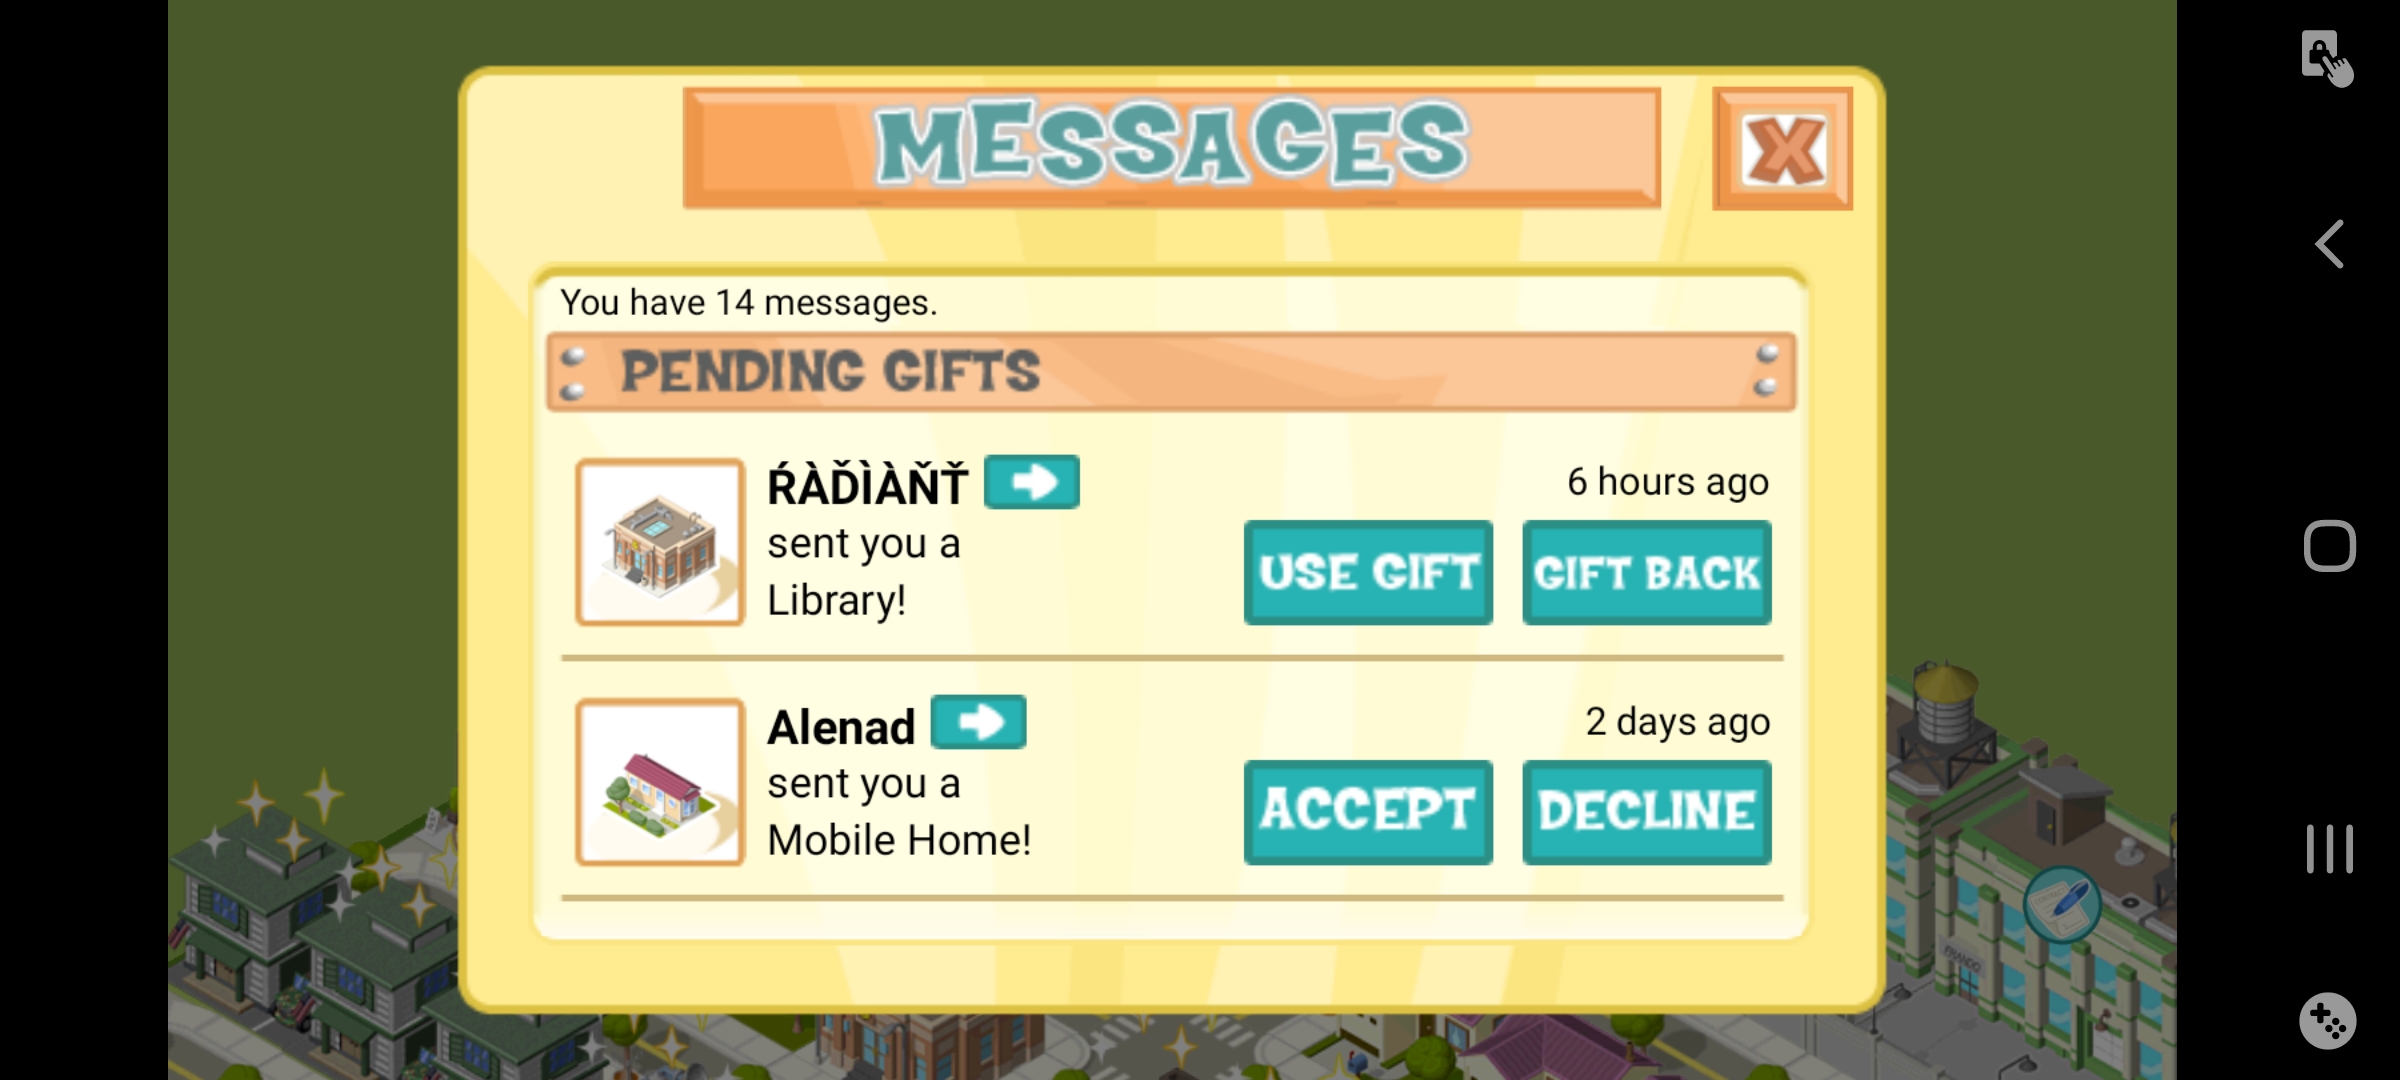 MESSAGES
X
You have 14 messages.
PENDING GIFTS
ŔÀĎÌÀŇŤ
6 hours ago
sent you a
Library!
USE GIFT
GIFT BACK
Alenad
2 days ago
sent you a
Mobile Home!
ACCEPT
DECLINE